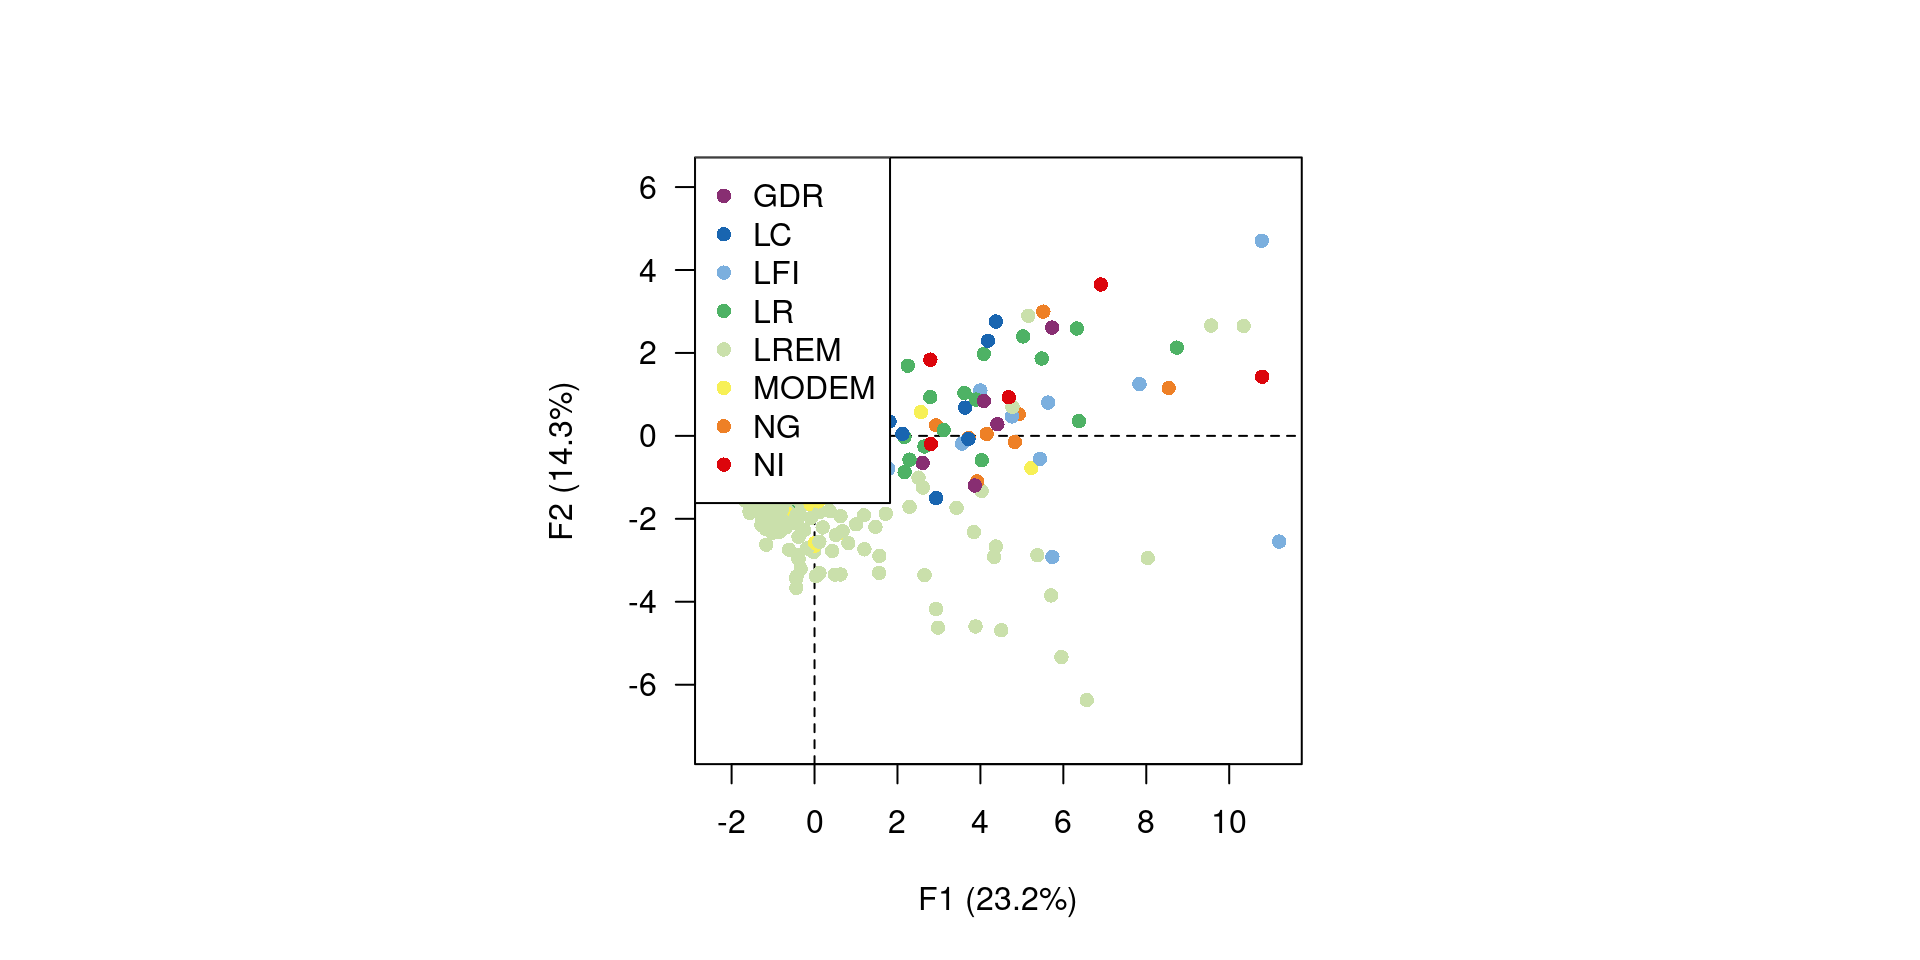 GDR
LC
LFI
LR
LREM
MODEM
NG
NI
6
4
2
0
-2
-4
-6
F2 (14.3%)
-2 0 2 4 6 8 10
F1 (23.2%)